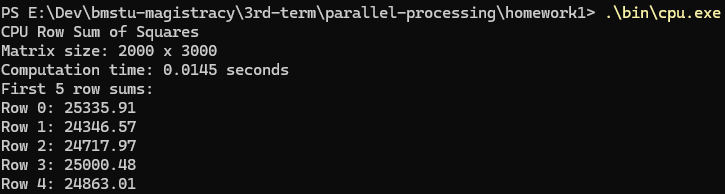 PS E:\Dev\bmstu-magistracy\3rd-term\parallel-processing\homework1> .\bin\cpu.exe
CPU Row Sum of Squares
Matrix size: 2000 x 3000
Computation time: 0.0145 seconds
First 5 row sums:
Row 0: 25335.91
Row 1: 24346.57
Row 2: 24717.97
Row 3: 25000.48
Row 4: 24863.01